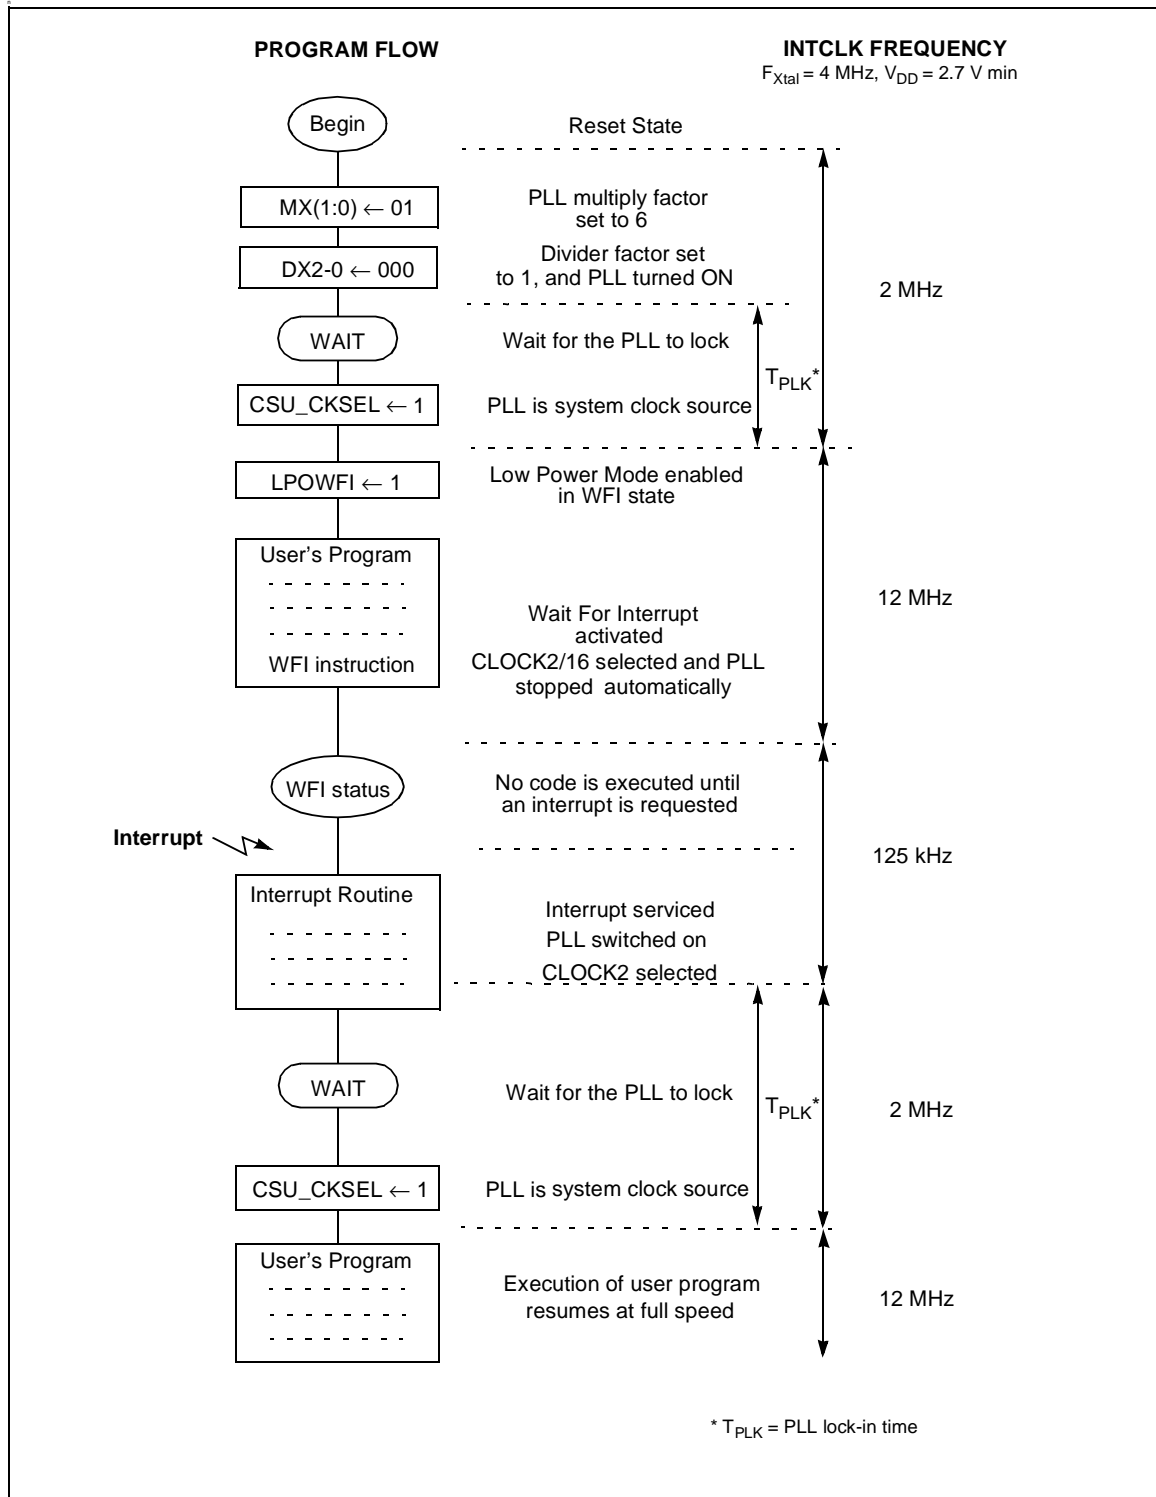 PROGRAM FLOW
INTCLK FREQUENCY
FXtal = 4 MHz, VDD = 2.7 V min
Begin
Reset State
MX(1:0) ← 01
PLL multiply factor
set to 6
DX2-0 ← 000
Divider factor set
to 1, and PLL turned ON
2 MHz
WAIT
Wait for the PLL to lock
TPLK*
CSU_CKSEL ← 1
PLL is system clock source
LPOWFI ← 1
Low Power Mode enabled
in WFI state
User's Program
WFI instruction
Wait For Interrupt
activated
CLOCK2/16 selected and PLL
stopped automatically
12 MHz
WFI status
No code is executed until
an interrupt is requested
Interrupt
125 kHz
Interrupt Routine
Interrupt serviced
PLL switched on
CLOCK2 selected
WAIT
Wait for the PLL to lock
TPLK*
2 MHz
CSU_CKSEL ← 1
PLL is system clock source
User's Program
Execution of user program
resumes at full speed
12 MHz
* TPLK = PLL lock-in time